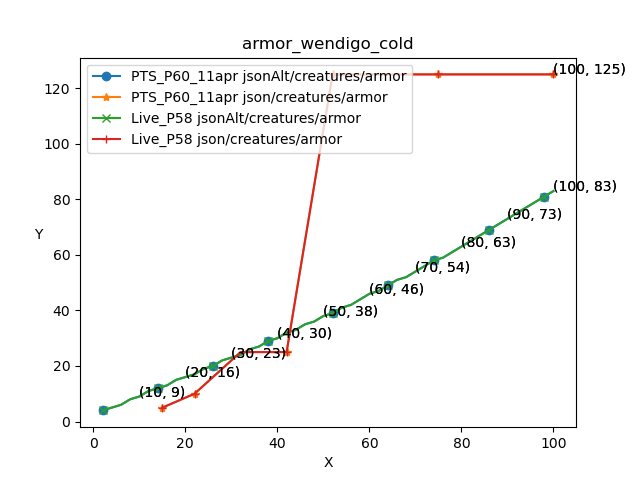 armor_wendigo_cold
PTS_P60_11apr jsonAlt/creatures/armor
PTS_P60_11apr json/creatures/armor
Live_P58 jsonAlt/creatures/armor
Live_P58 json/creatures/armor
(100, 125)
120
100
80
(100, 83)
(90, 73)
Y
(80, 63)
60
(70, 54)
(60, 46)
40
(50, 38)
(40, 30)
(30, 23)
20
(20, 16)
(10, 9)
0
0 20 40 60 80 100
X